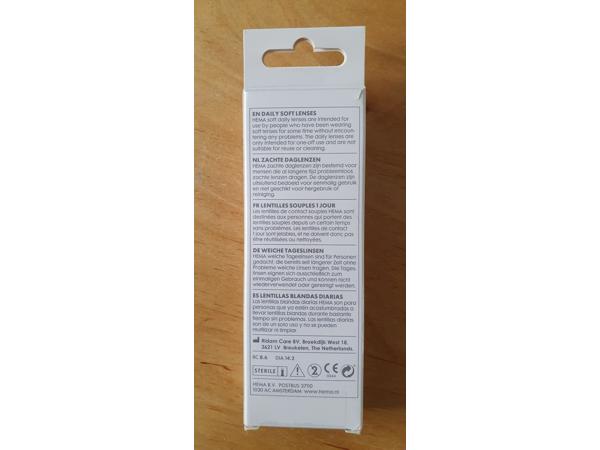 EN DAILY SOFT LENSES
HEMA soft daily lenses are intended for
use by people who have been wearing
soft lenses for some time without encoun-
tering any problems. The daily lenses are
only intended for one-off use and are not
suitable for reuse or cleaning.
NL ZACHTE DAGLENZEN
HEMA zachte daglenzen zijn bestemd voor
mensen die al langere tijd probleemloos
zachte lenzen dragen. De daglenzen zijn
uitsluitend bedoeld voor eenmalig gebruik
en niet geschikt voor hergebruik of
reiniging.
FR LENTILLES SOUPLES 1 JOUR
Les lentilles de contact souples HEMA sont
destinées aux personnes qui portent des
lentilles souples depuis un certain temps
sans problèmes. Les lentilles de contact
1 jour sont jetables, et ne doivent donc pas
être réutilisées ou nettoyées.
DE WEICHE TAGESLINSEN
HEMA weiche Tageslinsen sind für Personen
gedacht, die bereits seit längerer Zeit ohne
Probleme weiche Linsen tragen. Die Tages-
linsen eignen sich ausschließlich zum
einmaligen Gebrauch und können nicht
wiederverwendet oder gereinigt werden.
ES LENTILLAS BLANDAS DIARIAS
Las lentillas blandas diarias HEMA son para
personas que ya estén acostumbradas a
llevar lentillas blandas durante bastante
tiempo sin problemas. Las lentillas diarias
son de un solo uso y no se pueden
reutilizar ni limpiar.
Ridam Care BV. Broekdijk West 18,
3621 LV Breukelen, The Netherlands.
BC 8.6 DIA.14.2
STERILE 2 CE
0344
HEMA B.V. POSTBUS 3710
1030 AC AMSTERDAM www.hema.nl